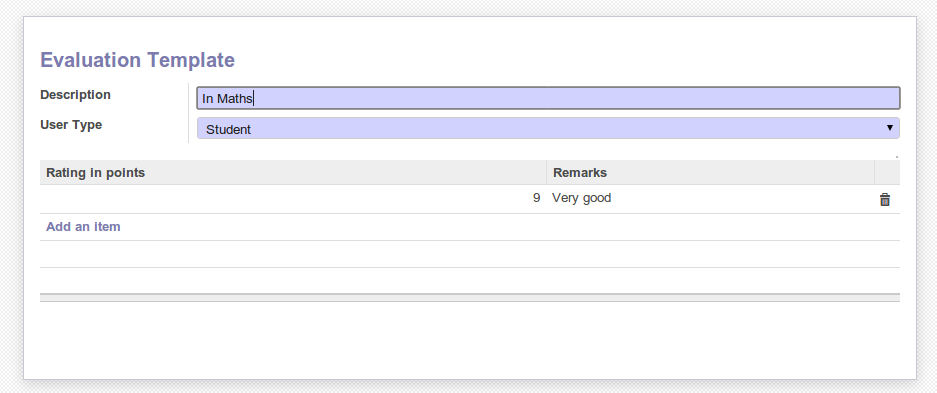 Evaluation Template
Description In Maths
User Type Student
Rating in points Remarks
9 Very good
Add an item